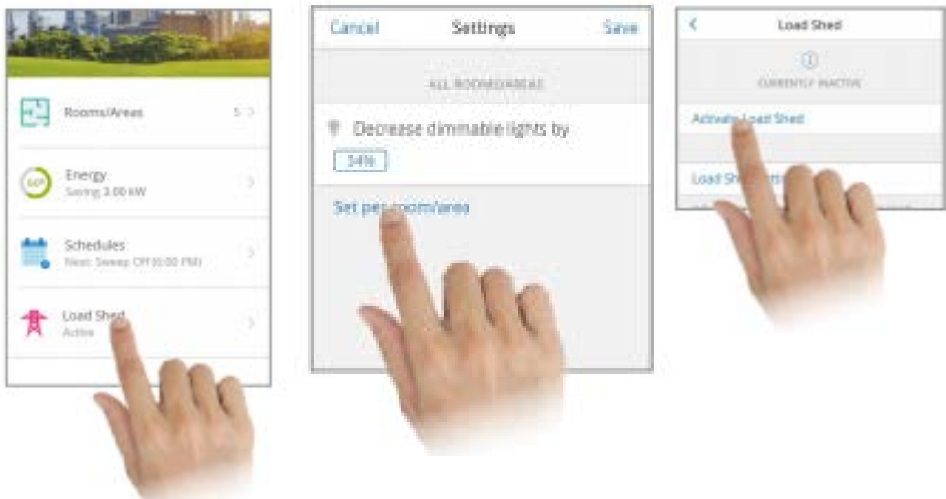 Rooms/Areas 5
Energy
Saving 3.00 kW
Schedules
Next: Sweep Off (6:00 PM)
Load Shed
Active
Cancel Settings Save
ALL ROOMS/AREAS
Decrease dimmable lights by
Set per room/area
Load Shed
CURRENTLY INACTIVE
Activate Load Shed
Load